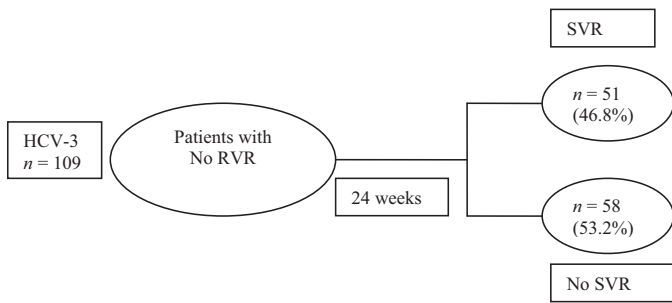 SVR
n = 51
(46.8%)
HCV-3
n = 109
Patients with
No RVR
24 weeks
n = 58
(53.2%)
No SVR